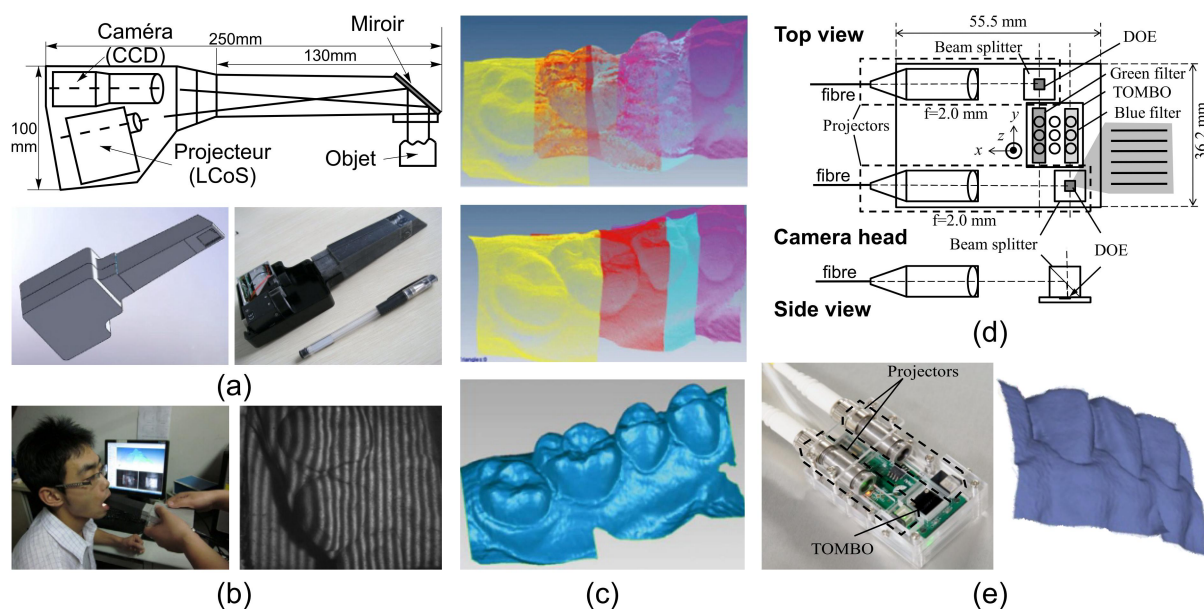 Caméra
(CCD)
250mm
130mm
Miroir
100
mm
Projecteur
(LCoS)
Objet
(a)
(b)
(c)
Top view
55.5 mm
Beam splitter
DOE
Green filter
TOMBO
Blue filter
fibre
f=2.0 mm
Projectors
y
z
x
36.2 mm
fibre
f=2.0 mm
Camera head
Beam splitter
DOE
fibre
Side view
(d)
Projectors
TOMBO
(e)